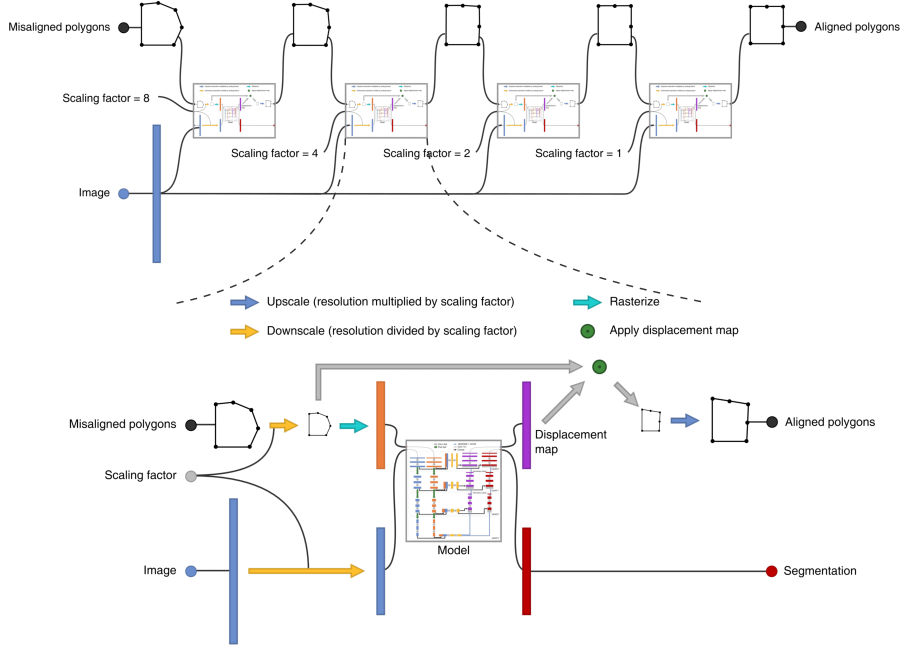 Misaligned polygons
Aligned polygons
Scaling factor = 8
Scaling factor = 4
Scaling factor = 2
Scaling factor = 1
Image
Upscale (resolution multiplied by scaling factor)
Rasterize
Downscale (resolution divided by scaling factor)
Apply displacement map
Misaligned polygons
Aligned polygons
Displacement
map
Scaling factor
Model
Image
Segmentation